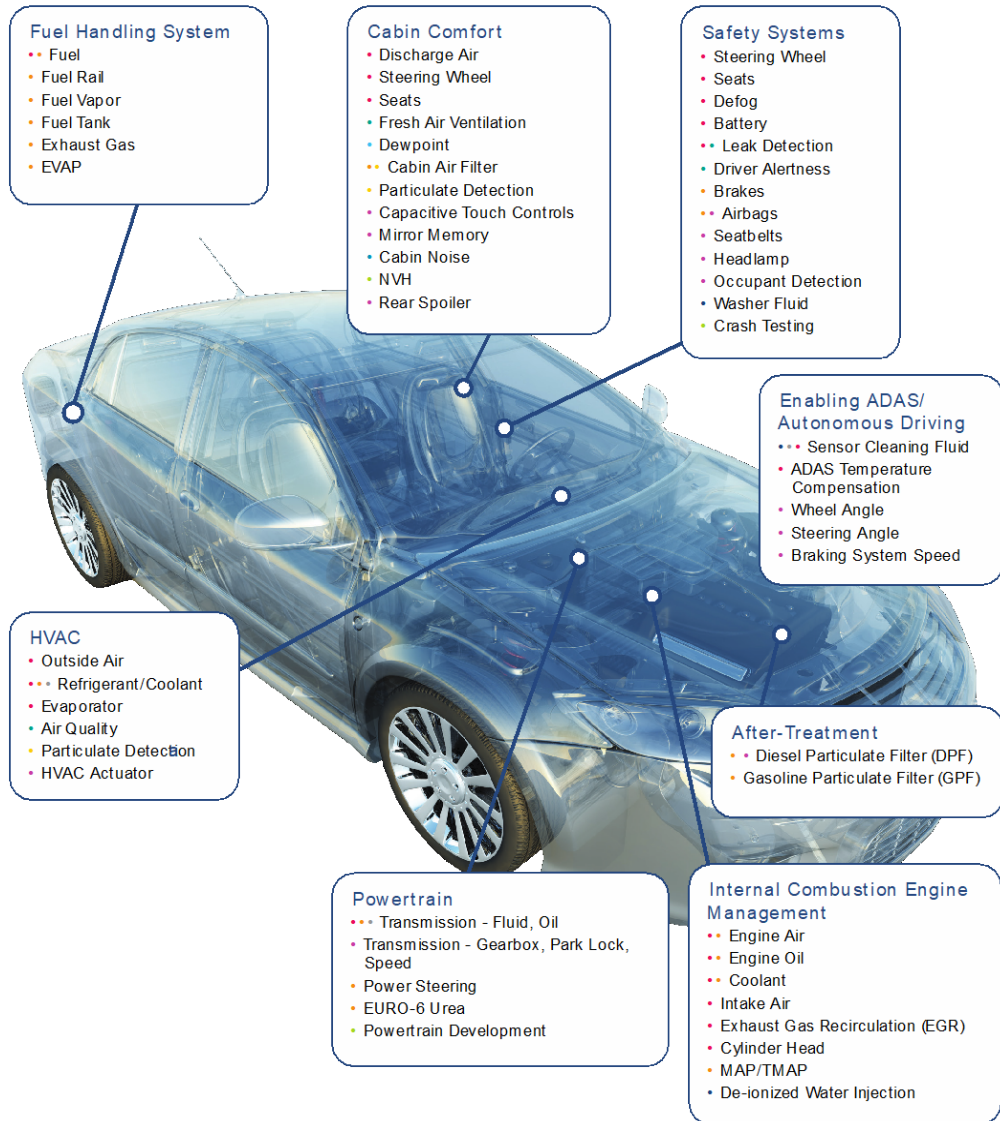 Fuel Handling System
Fuel
Fuel Rail
Fuel Vapor
Fuel Tank
Exhaust Gas
EVAP
Cabin Comfort
Discharge Air
Steering Wheel
Seats
Fresh Air Ventilation
Dewpoint
Cabin Air Filter
Particulate Detection
Capacitive Touch Controls
Mirror Memory
Cabin Noise
NVH
Rear Spoiler
Safety Systems
Steering Wheel
Seats
Defog
Battery
Leak Detection
Driver Alertness
Brakes
Airbags
Seatbelts
Headlamp
Occupant Detection
Washer Fluid
Crash Testing
Enabling ADAS/
Autonomous Driving
Sensor Cleaning Fluid
ADAS Temperature
Compensation
Wheel Angle
Steering Angle
Braking System Speed
HVAC
Outside Air
Refrigerant/Coolant
Evaporator
Air Quality
Particulate Detection
HVAC Actuator
After-Treatment
Diesel Particulate Filter (DPF)
Gasoline Particulate Filter (GPF)
Powertrain
Transmission - Fluid, Oil
Transmission - Gearbox, Park Lock,
Speed
Power Steering
EURO-6 Urea
Powertrain Development
Internal Combustion Engine
Management
Engine Air
Engine Oil
Coolant
Intake Air
Exhaust Gas Recirculation (EGR)
Cylinder Head
MAP/TMAP
De-ionized Water Injection